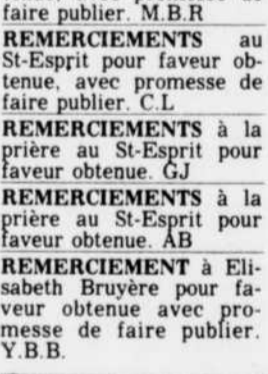 faire publier. M.B.R
REMERCIEMENTS au
St-Esprit pour faveur ob-
tenue, avec promesse de
faire publier. C.L
REMERCIEMENTS à la
prière au St-Esprit pour
faveur obtenue. GJ
REMERCIEMENTS à la
prière au St-Esprit pour
faveur obtenue. AB
REMERCIEMENT à Eli-
sabeth Bruyère pour fa-
veur obtenue avec pro-
messe de faire publier.
Y.B.B.